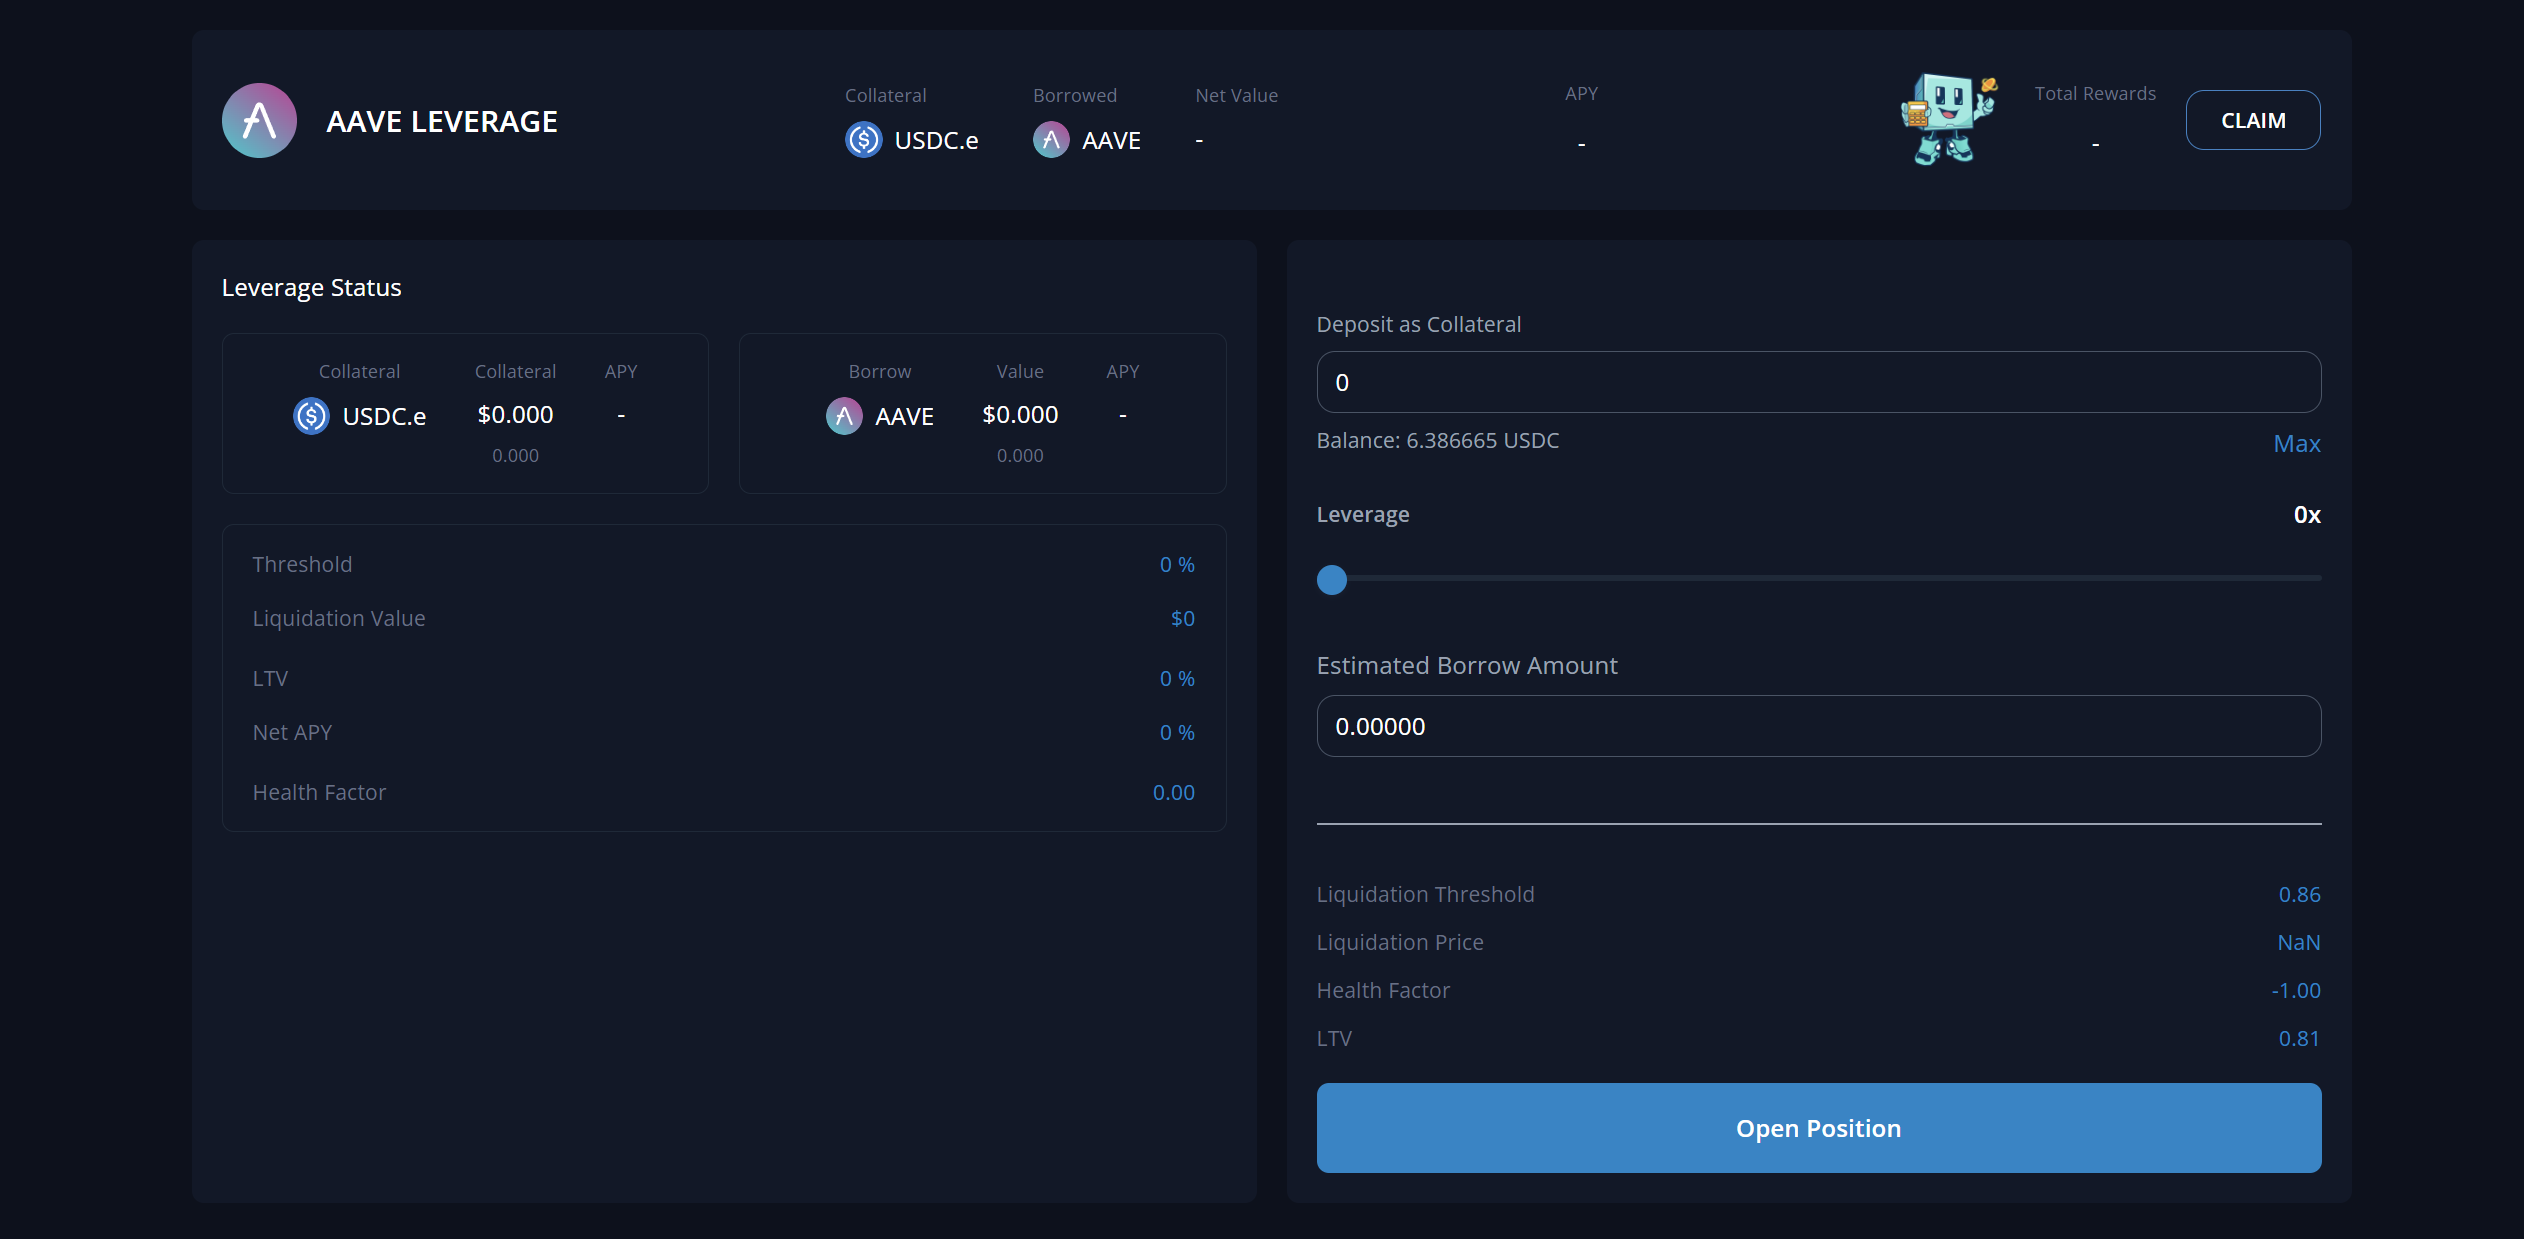 AAVE LEVERAGE
Collateral
USDC.e
Borrowed
AAVE
Net Value
-
APY
-
Total Rewards
-
CLAIM
Leverage Status
Collateral Collateral APY
USDC.e $0.000 -
0.000
Borrow Value APY
AAVE $0.000 -
0.000
Threshold 0 %
Liquidation Value $0
LTV 0 %
Net APY 0 %
Health Factor 0.00
Deposit as Collateral
0
Balance: 6.386665 USDC Max
Leverage 0x
Estimated Borrow Amount
0.00000
Liquidation Threshold 0.86
Liquidation Price NaN
Health Factor -1.00
LTV 0.81
Open Position